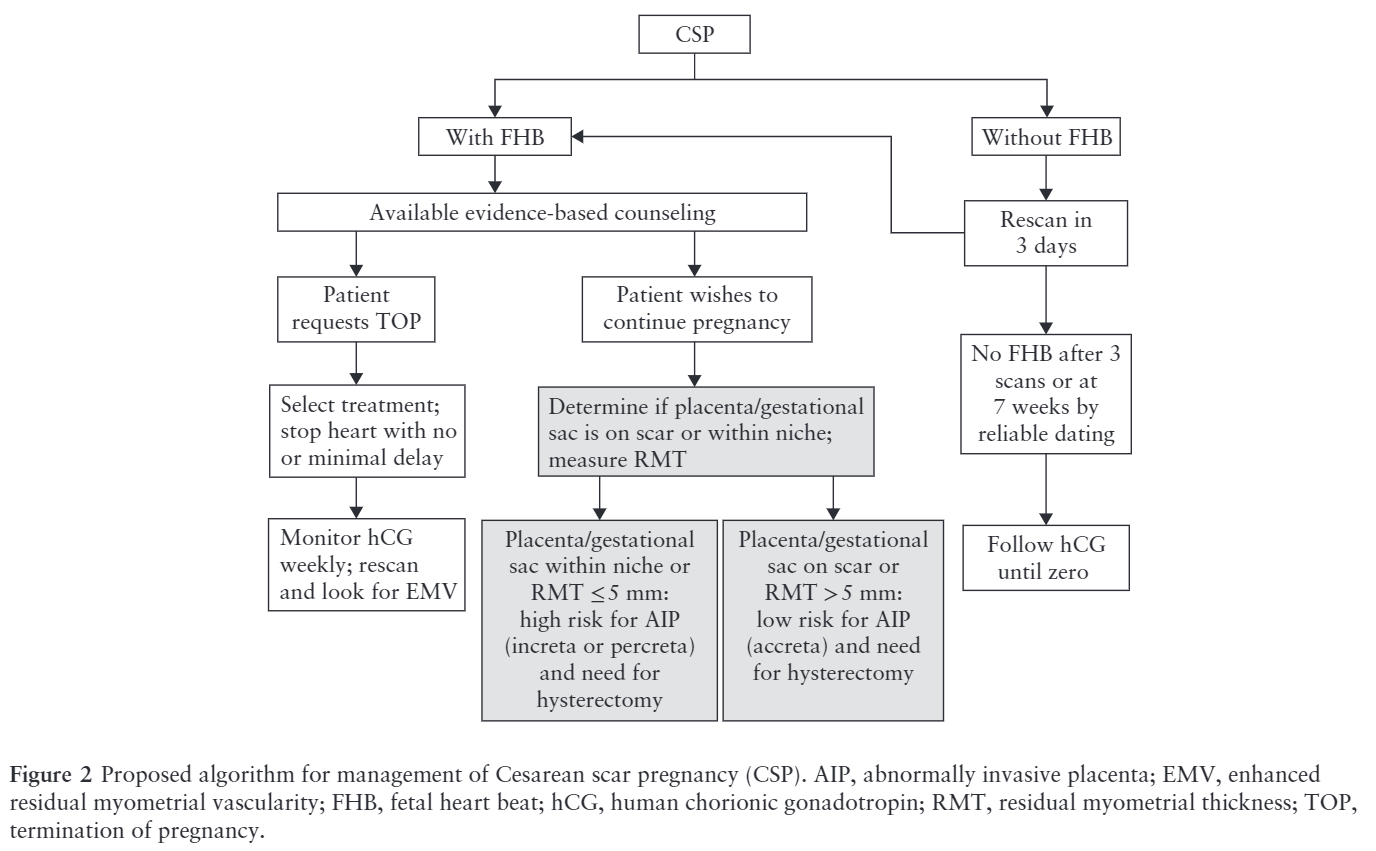 CSP
With FHB
Without FHB
Available evidence-based counseling
Rescan in
3 days
Patient
requests TOP
Patient wishes to
continue pregnancy
No FHB after 3
scans or at
7 weeks by
reliable dating
Select treatment;
stop heart with no
or minimal delay
Determine if placenta/gestational
sac is on scar or within niche;
measure RMT
Monitor hCG
weekly; rescan
and look for EMV
Placenta/gestational
sac within niche or
RMT ≤ 5 mm:
high risk for AIP
(increta or percreta)
and need for
hysterectomy
Placenta/gestational
sac on scar or
RMT > 5 mm:
low risk for AIP
(accreta) and need
for hysterectomy
Follow hCG
until zero
Figure 2 Proposed algorithm for management of Cesarean scar pregnancy (CSP). AIP, abnormally invasive placenta; EMV, enhanced
residual myometrial vascularity; FHB, fetal heart beat; hCG, human chorionic gonadotropin; RMT, residual myometrial thickness; TOP,
termination of pregnancy.